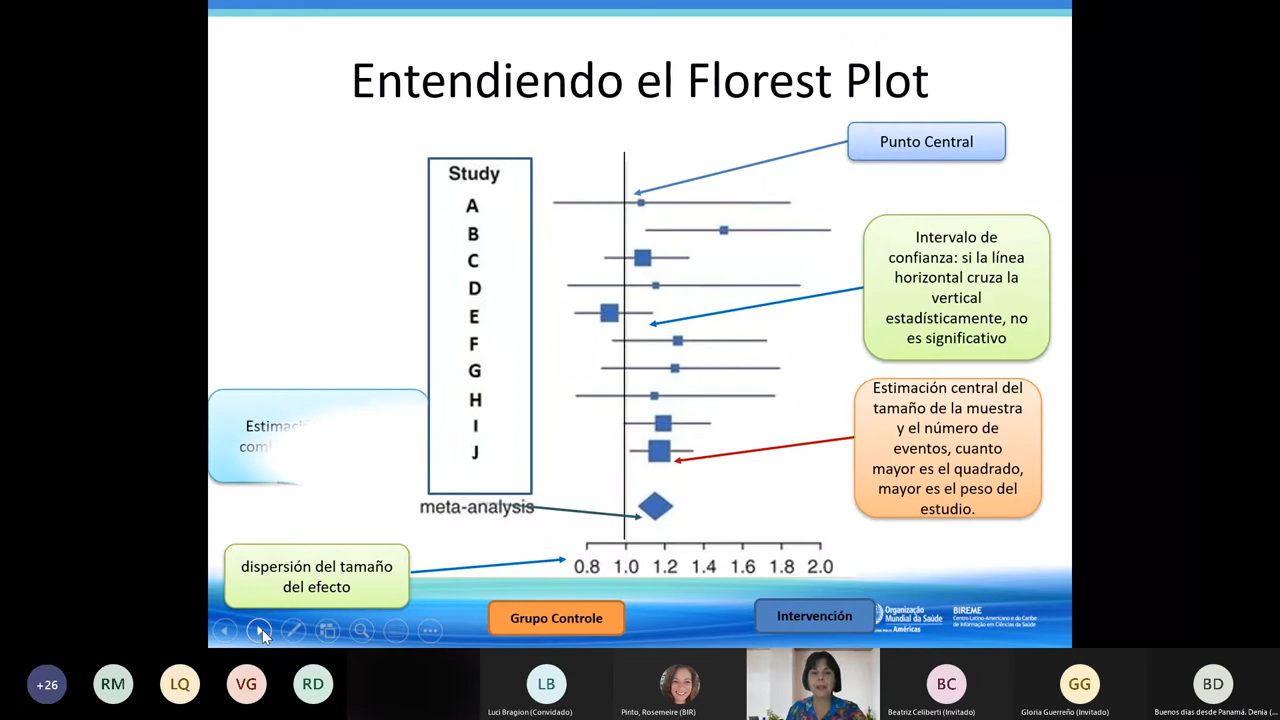 Entendiendo el Florest Plot
Punto Central
Study
A
B
C
D
E
F
G
H
I
J
meta-analysis
Intervalo de
confianza: si la línea
horizontal cruza la
vertical
estadísticamente, no
es significativo
Estimación central del
tamaño de la muestra
y el número de
eventos, cuanto
mayor es el quadrado,
mayor es el peso del
estudio.
dispersión del tamaño
del efecto
0.8 1.0 1.2 1.4 1.6 1.8 2.0
Grupo Controle
Intervención
Organização
Mundial da Saúde
Américas
BIREME
Centro Latino-Americano e do Caribe
de Informação em Ciências da Saúde
+26
RM
LQ
VG
RD
LB
BC
GG
BD
Luci Bragion (Convidado)
Pinto, Rosemeire (BIR)
Beatriz Celiberti (Invitado)
Gloria Guerreño (Invitado)
Buenos dias desde Panamá. Denia (...